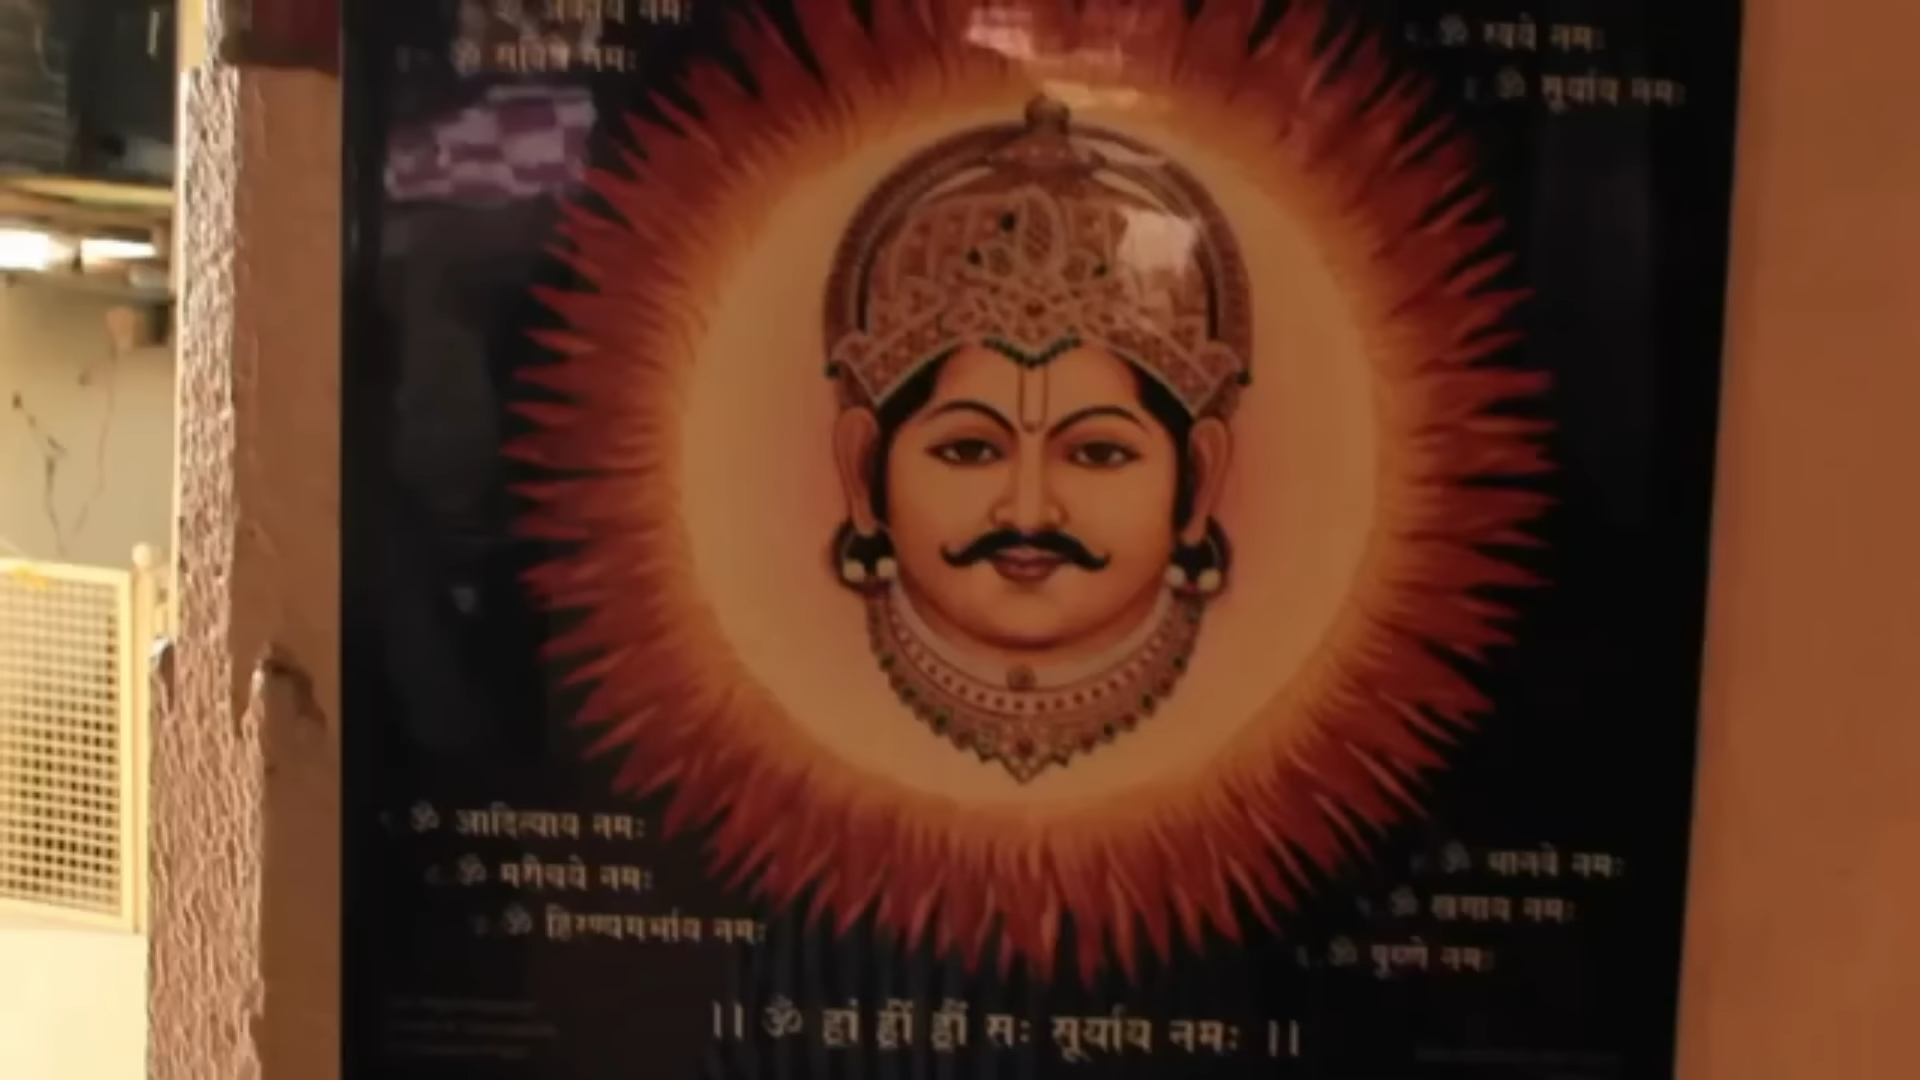 ॐ सवित्रे नमः
ॐ रवये नमः
ॐ सूर्याय नमः
ॐ आदित्याय नमः
ॐ मरीचये नमः
ॐ हिरण्यगर्भाय नमः
ॐ भानवे नमः
ॐ खगाय नमः
ॐ पुष्णे नमः
।। ॐ ह्रां ह्रीं ह्रौं सः सूर्याय नमः ।।